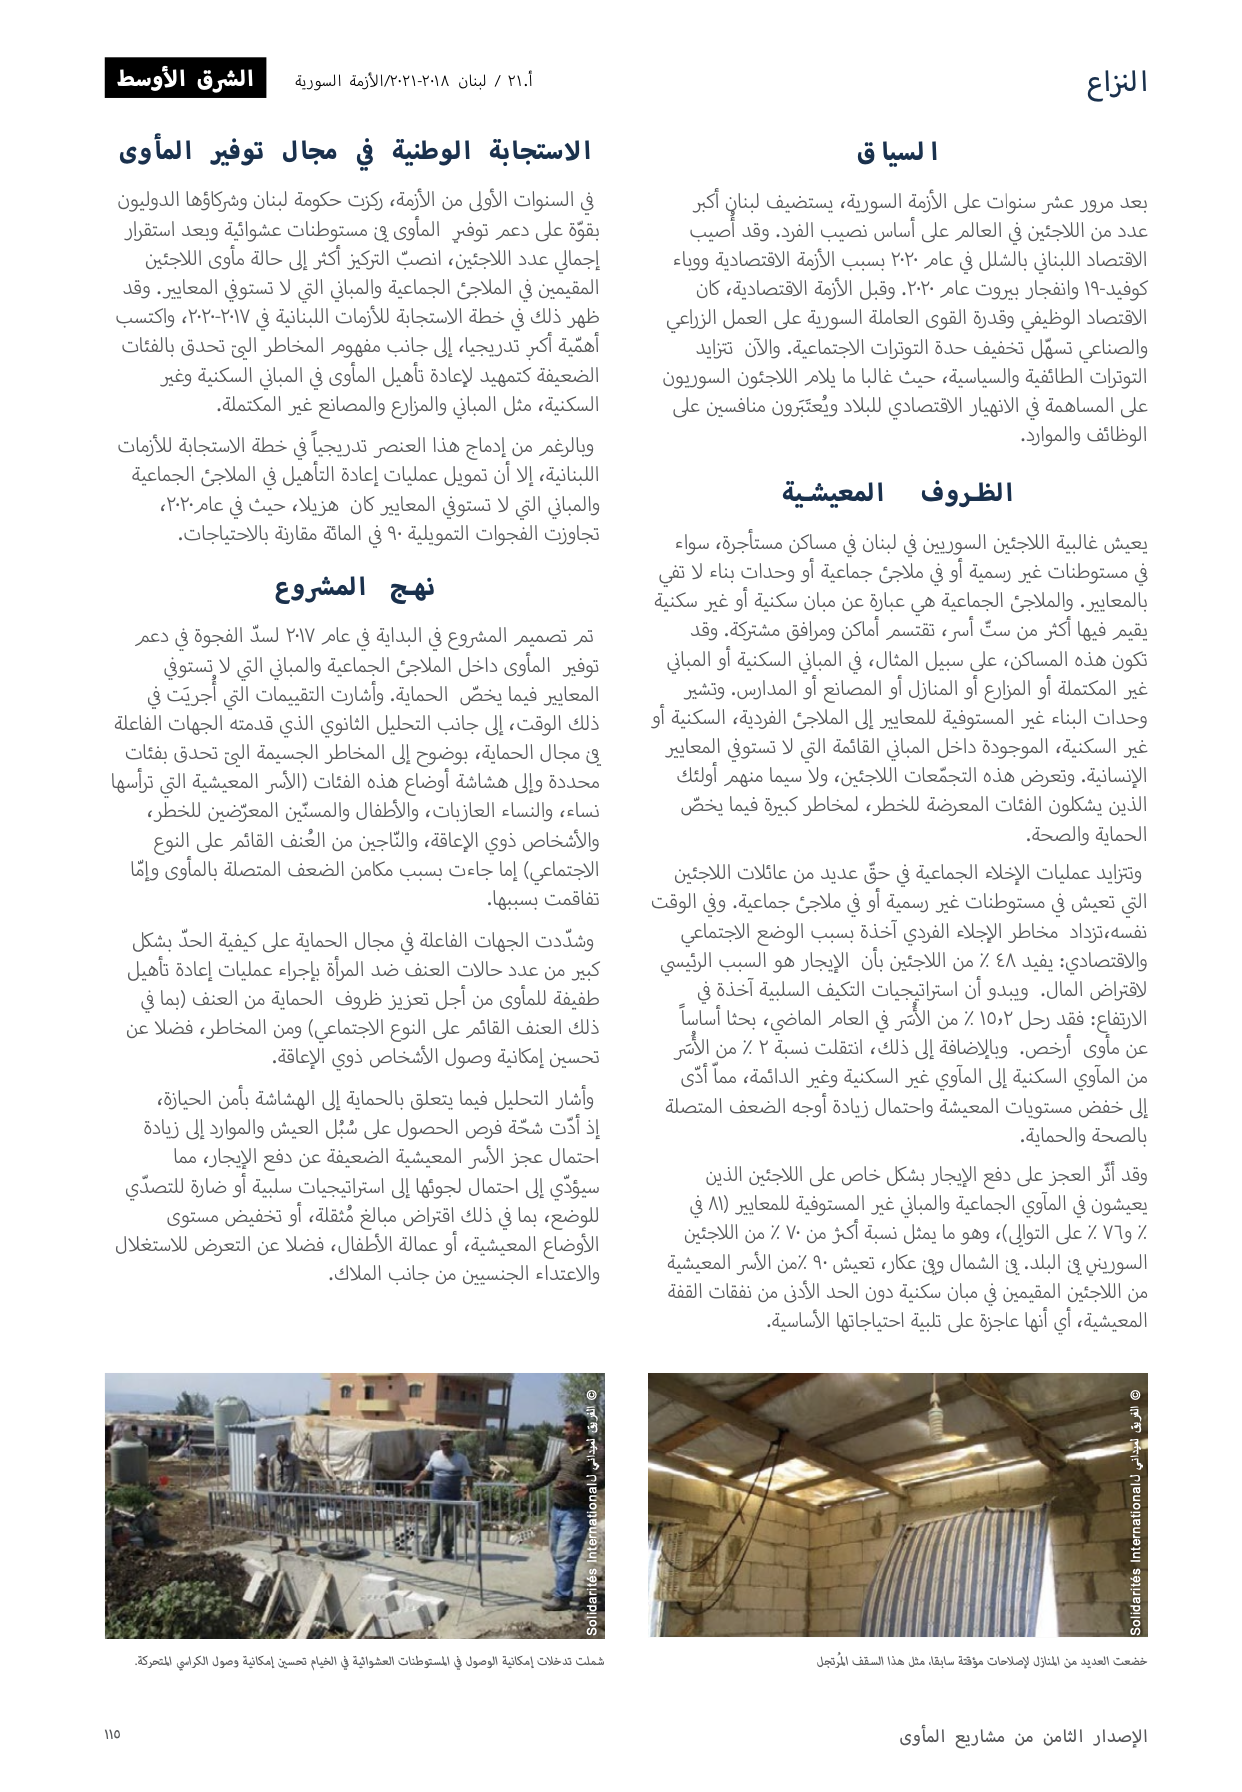 النزاع
أ.٢١ / لبنان ٢٠١٨-٢٠٢١/الأزمة السورية
الشرق الأوسط
السياق
بعد مرور عشر سنوات على الأزمة السورية، يستضيف لبنان أكبر
عدد من اللاجئين في العالم على أساس نصيب الفرد. وقد أُصيب
الاقتصاد اللبناني بالشلل في عام ٢٠٢٠ بسبب الأزمة الاقتصادية ووباء
كوفيد-١٩ وانفجار بيروت عام ٢٠٢٠. وقبل الأزمة الاقتصادية، كان
الاقتصاد الوظيفي وقدرة القوى العاملة السورية على العمل الزراعي
والصناعي تسهّل تخفيف حدة التوترات الاجتماعية. والآن تتزايد
التوترات الطائفية والسياسية، حيث غالبا ما يلام اللاجئون السوريون
على المساهمة في الانهيار الاقتصادي للبلاد ويُعتَبَرون منافسين على
الوظائف والموارد.
الظروف المعيشية
يعيش غالبية اللاجئين السوريين في لبنان في مساكن مستأجرة، سواء
في مستوطنات غير رسمية أو في ملاجئ جماعية أو وحدات بناء لا تفي
بالمعايير. والملاجئ الجماعية هي عبارة عن مبان سكنية أو غير سكنية
يقيم فيها أكثر من ستّ أسر، تقتسم أماكن ومرافق مشتركة. وقد
تكون هذه المساكن، على سبيل المثال، في المباني السكنية أو المباني
غير المكتملة أو المزارع أو المنازل أو المصانع أو المدارس. وتشير
وحدات البناء غير المستوفية للمعايير إلى الملاجئ الفردية، السكنية أو
غير السكنية، الموجودة داخل المباني القائمة التي لا تستوفي المعايير
الإنسانية. وتعرض هذه التجمّعات اللاجئين، ولا سيما منهم أولئك
الذين يشكلون الفئات المعرضة للخطر، لمخاطر كبيرة فيما يخصّ
الحماية والصحة.
وتتزايد عمليات الإخلاء الجماعية في حقّ عديد من عائلات اللاجئين
التي تعيش في مستوطنات غير رسمية أو في ملاجئ جماعية. وفي الوقت
نفسه،تزداد مخاطر الإجلاء الفردي آخذة بسبب الوضع الاجتماعي
والاقتصادي: يفيد ٤٨ ٪ من اللاجئين بأن الإيجار هو السبب الرئيسي
لاقتراض المال. ويبدو أن استراتيجيات التكيف السلبية آخذة في
الارتفاع: فقد رحل ١٥,٢ ٪ من الأُسَر في العام الماضي، بحثا أساساً
عن مأوى أرخص. وبالإضافة إلى ذلك، انتقلت نسبة ٢ ٪ من الأُسَر
من المآوي السكنية إلى المآوي غير السكنية وغير الدائمة، مماّ أدّى
إلى خفض مستويات المعيشة واحتمال زيادة أوجه الضعف المتصلة
بالصحة والحماية.
وقد أثّر العجز على دفع الإيجار بشكل خاص على اللاجئين الذين
يعيشون في المآوي الجماعية والمباني غير المستوفية للمعايير (٨١ في
٪ و٧٦ ٪ على التوالي)، وهو ما يمثل نسبة أكثر من ٧٠ ٪ من اللاجئين
السوريني في البلد. في الشمال وفي عكار، تعيش ٩٠ ٪من الأسر المعيشية
من اللاجئين المقيمين في مبان سكنية دون الحد الأدنى من نفقات القفة
المعيشية، أي أنها عاجزة على تلبية احتياجاتها الأساسية.
الاستجابة الوطنية في مجال توفير المأوى
في السنوات الأولى من الأزمة، ركزت حكومة لبنان وشركاؤها الدوليون
بقوّة على دعم توفير المأوى في مستوطنات عشوائية وبعد استقرار
إجمالي عدد اللاجئين، انصبّ التركيز أكثر إلى حالة مأوى اللاجئين
المقيمين في الملاجئ الجماعية والمباني التي لا تستوفي المعايير. وقد
ظهر ذلك في خطة الاستجابة للأزمات اللبنانية في ٢٠١٧-٢٠٢٠، واكتسب
أهمّية أكبر تدريجيا، إلى جانب مفهوم المخاطر التي تحدق بالفئات
الضعيفة كتمهيد لإعادة تأهيل المأوى في المباني السكنية وغير
السكنية، مثل المباني والمزارع والمصانع غير المكتملة.
وبالرغم من إدماج هذا العنصر تدريجياً في خطة الاستجابة للأزمات
اللبنانية، إلا أن تمويل عمليات إعادة التأهيل في الملاجئ الجماعية
والمباني التي لا تستوفي المعايير كان هزيلا، حيث في عام٢٠٢٠،
تجاوزت الفجوات التمويلية ٩٠ في المائة مقارنة بالاحتياجات.
نهج المشروع
تم تصميم المشروع في البداية في عام ٢٠١٧ لسدّ الفجوة في دعم
توفير المأوى داخل الملاجئ الجماعية والمباني التي لا تستوفي
المعايير فيما يخصّ الحماية. وأشارت التقييمات التي أُجريَت في
ذلك الوقت، إلى جانب التحليل الثانوي الذي قدمته الجهات الفاعلة
في مجال الحماية، بوضوح إلى المخاطر الجسيمة التي تحدق بفئات
محددة وإلى هشاشة أوضاع هذه الفئات (الأسر المعيشية التي ترأسها
نساء، والنساء العازبات، والأطفال والمسنّين المعرّضين للخطر،
والأشخاص ذوي الإعاقة، والنّاجين من العُنف القائم على النوع
الاجتماعي) إما جاءت بسبب مكامن الضعف المتصلة بالمأوى وإمّا
تفاقمت بسببها.
وشدّدت الجهات الفاعلة في مجال الحماية على كيفية الحدّ بشكل
كبير من عدد حالات العنف ضد المرأة بإجراء عمليات إعادة تأهيل
طفيفة للمأوى من أجل تعزيز ظروف الحماية من العنف (بما في
ذلك العنف القائم على النوع الاجتماعي) ومن المخاطر، فضلا عن
تحسين إمكانية وصول الأشخاص ذوي الإعاقة.
وأشار التحليل فيما يتعلق بالحماية إلى الهشاشة بأمن الحيازة،
إذ أدّت شحّة فرص الحصول على سُبُل العيش والموارد إلى زيادة
احتمال عجز الأسر المعيشية الضعيفة عن دفع الإيجار، مما
سيؤدّي إلى احتمال لجوئها إلى استراتيجيات سلبية أو ضارة للتصدّي
للوضع، بما في ذلك اقتراض مبالغ مُثقلة، أو تخفيض مستوى
الأوضاع المعيشية، أو عمالة الأطفال، فضلا عن التعرض للاستغلال
والاعتداء الجنسيين من جانب الملاك.
© الفريق لميداني ل Solidarités International
© الفريق لميداني ل Solidarités International
خضعت العديد من المنازل لإصلاحات مؤقتة سابقا، مثل هذا السقف المُرتجل
شملت تدخلات إمكانية الوصول في المستوطنات العشوائية في الخيام تحسين إمكانية وصول الكراسي المتحركة.
الإصدار الثامن من مشاريع المأوى
١١٥